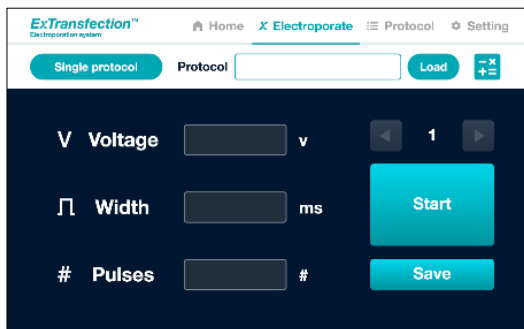 ExTransfection™
Electroporation system
Home
X Electroporate
Protocol
Setting
Single protocol
Protocol
Load
V Voltage v
1
Width ms
Start
# Pulses #
Save